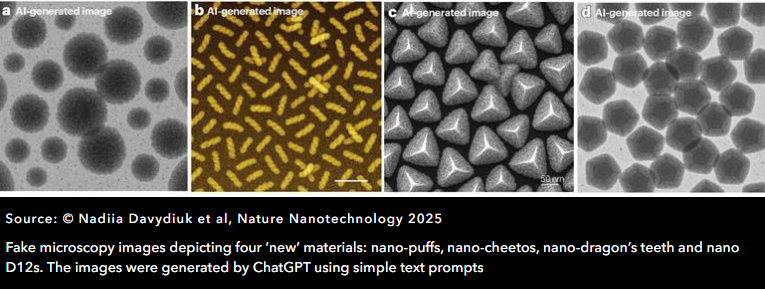 a AI-generated image
b AI-generated image
c AI-generated image
d AI-generated image
50 nm
Source: © Nadiia Davydiuk et al, Nature Nanotechnology 2025
Fake microscopy images depicting four ‘new’ materials: nano-puffs, nano-cheetos, nano-dragon’s teeth and nano
D12s. The images were generated by ChatGPT using simple text prompts